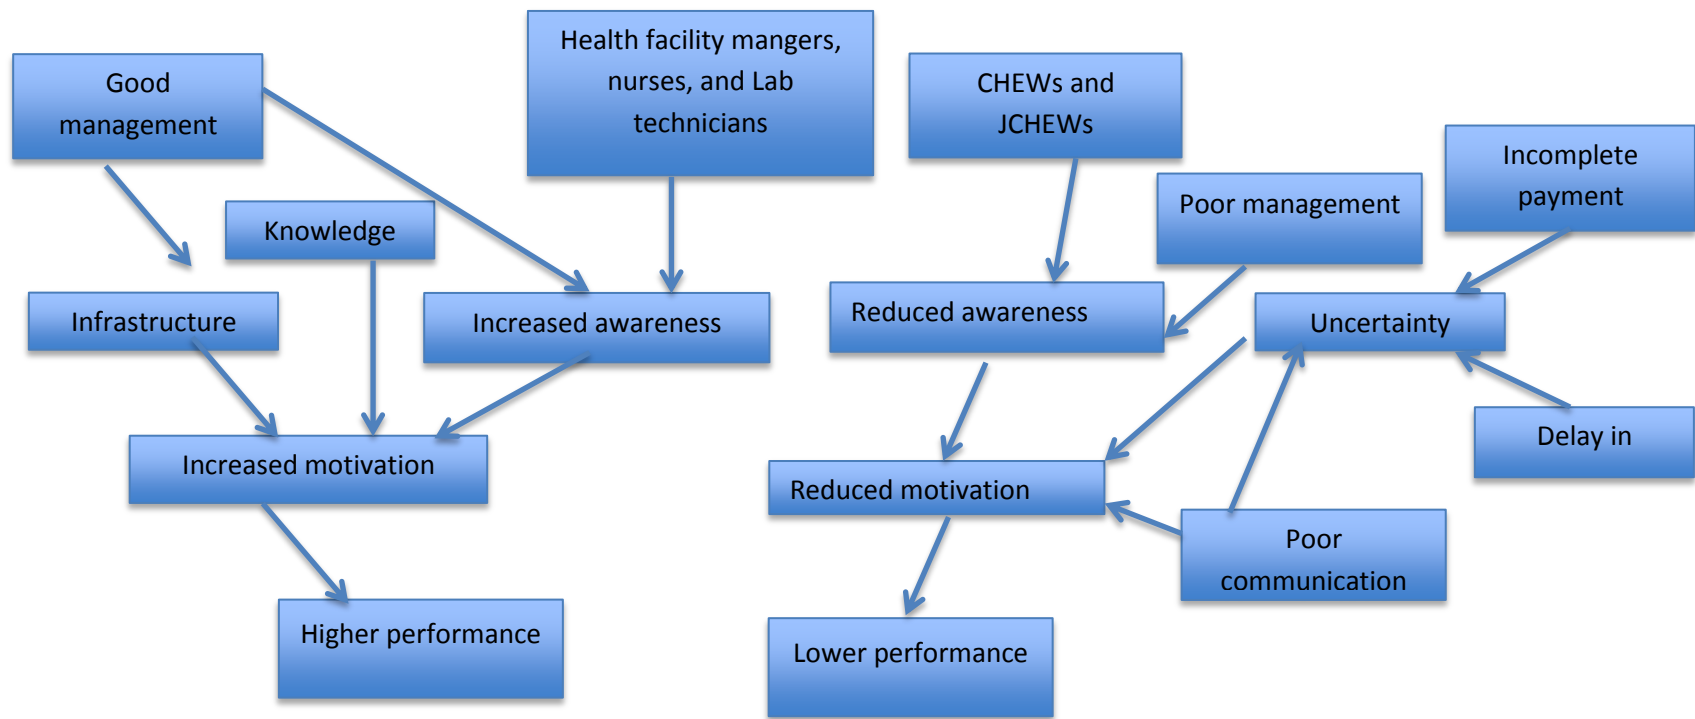 Good
management
Health facility mangers,
nurses, and Lab
technicians
CHEWs and
JCHEWs
Incomplete
payment
Poor management
Knowledge
Infrastructure
Increased awareness
Reduced awareness
Uncertainty
Delay in
Increased motivation
Reduced motivation
Poor
communication
Higher performance
Lower performance